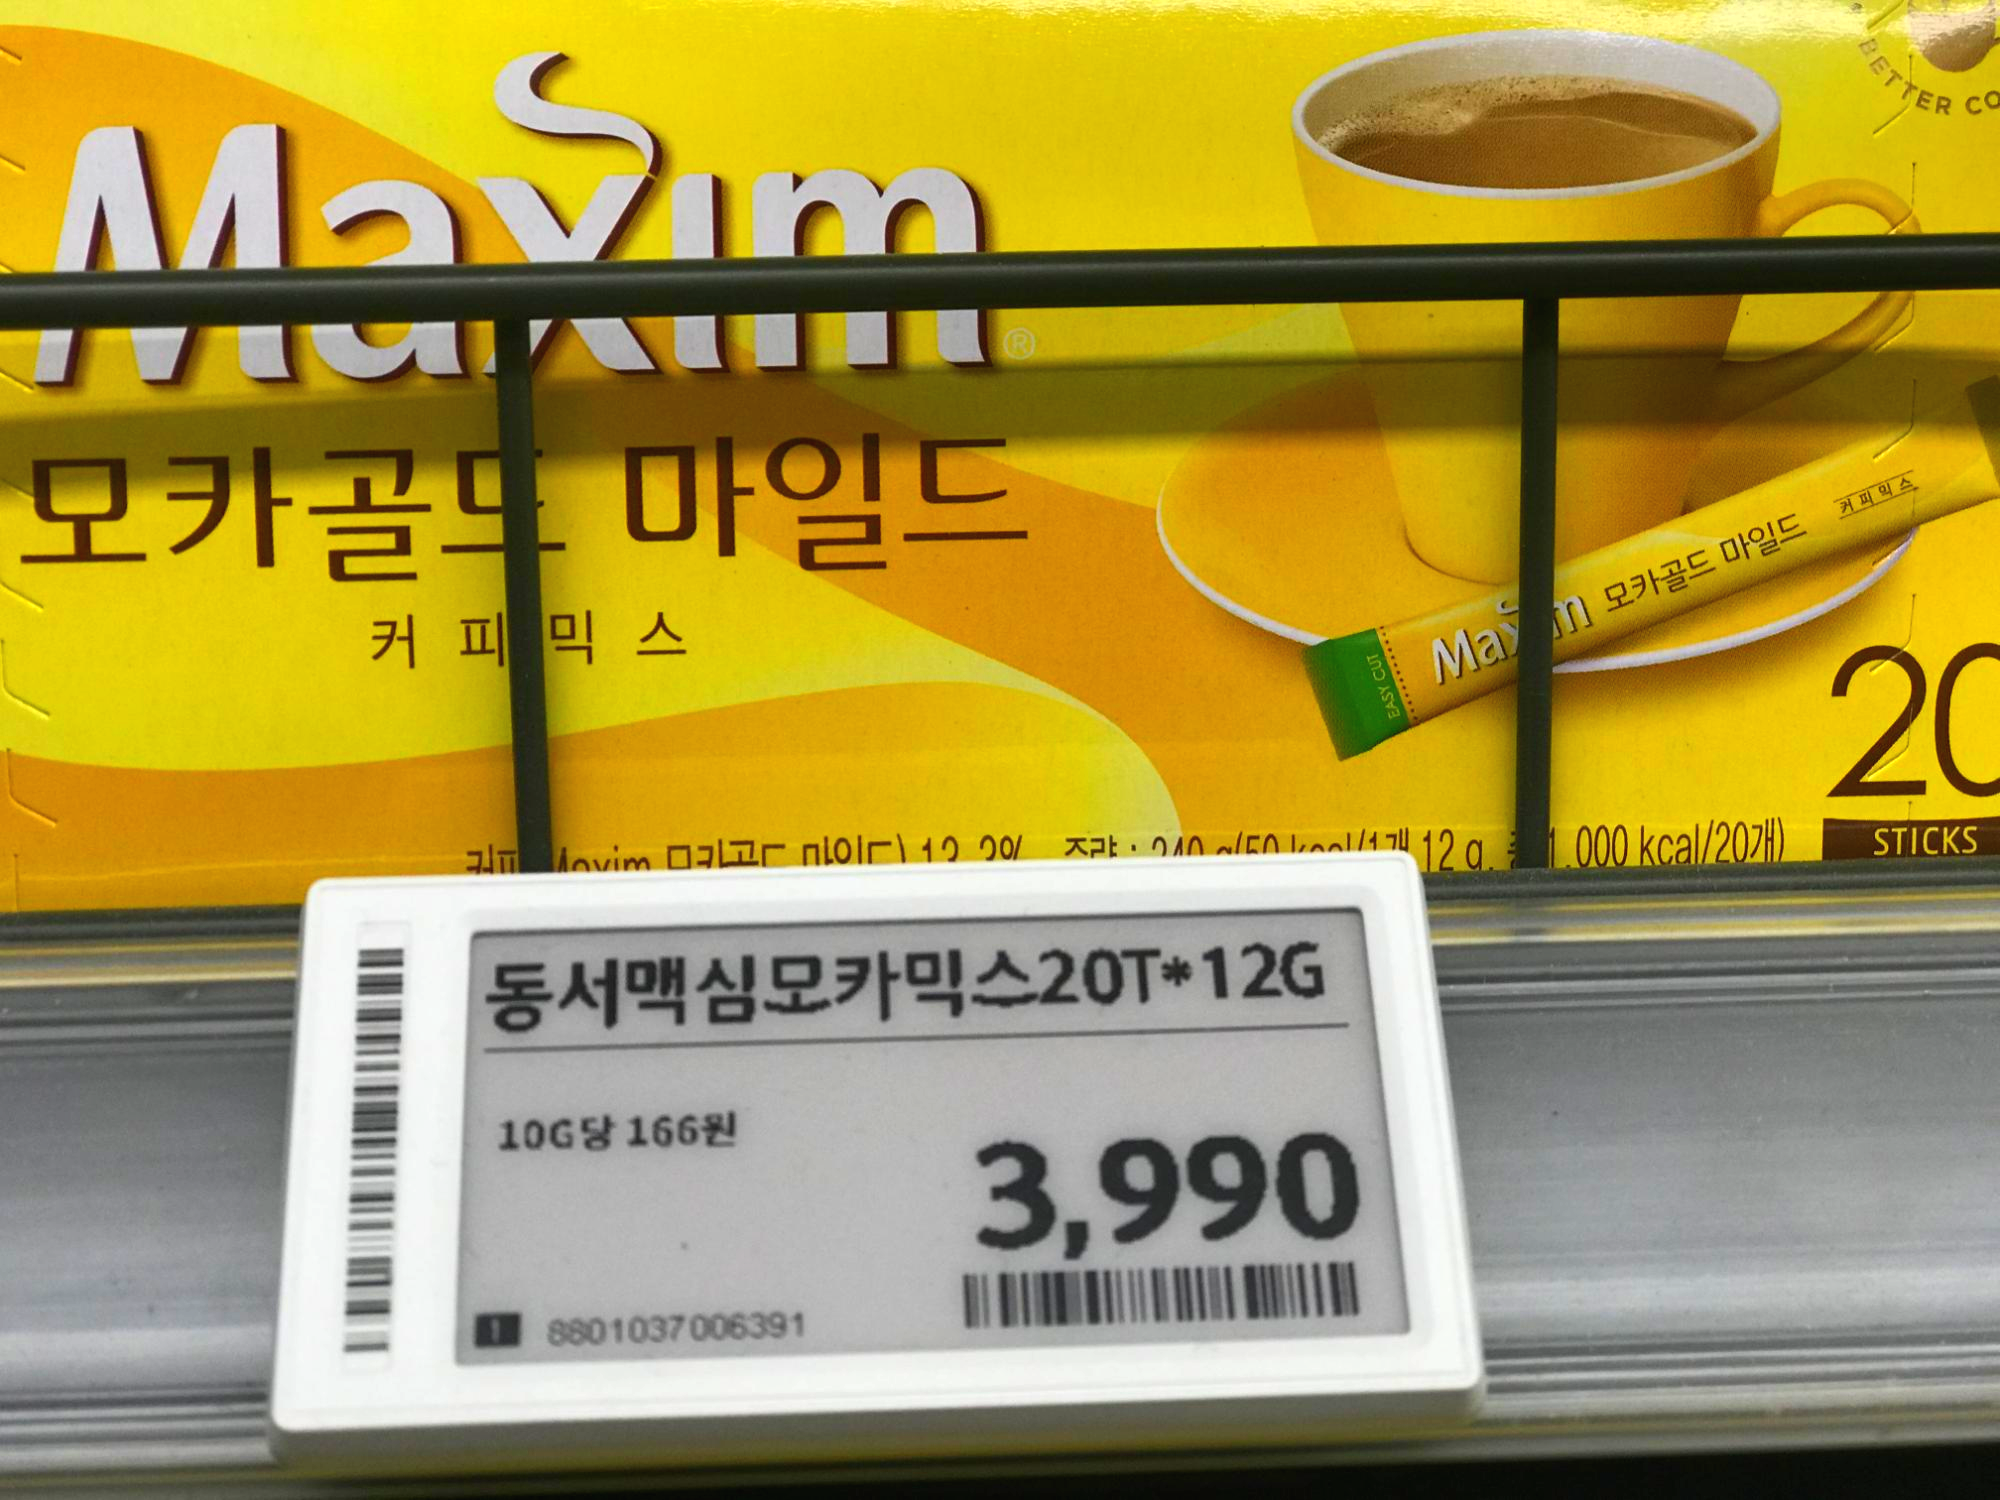 BETTER CO
Maxim®
모카골드 마일드
커피믹스
EASY CUT Maxim 모카골드 마일드 커피믹스
20
STICKS
12 g, 1,000 kcal/20개)
동서맥심모카믹스20T*12G
10G당 166원
3,990
1 8801037006391